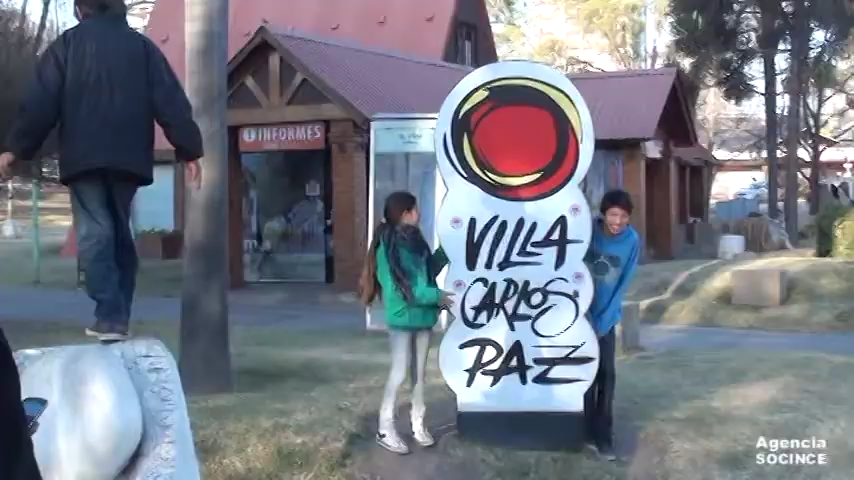 i INFORMES
VILLA
CARLOS
PAZ
Agencia
SOCINCE